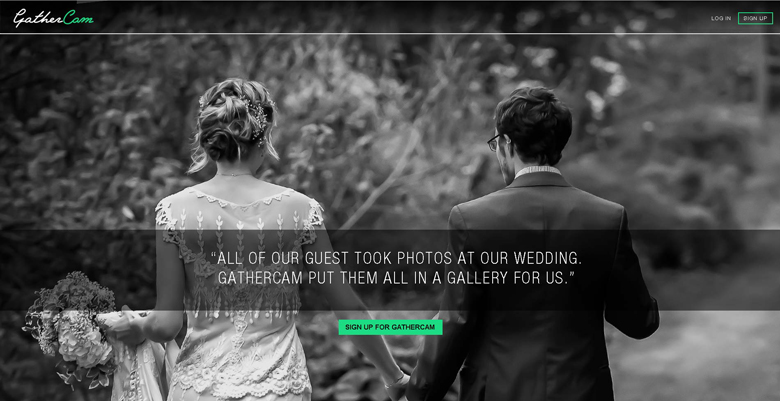 GatherCam
LOG IN
SIGN UP
“ALL OF OUR GUEST TOOK PHOTOS AT OUR WEDDING.
GATHERCAM PUT THEM ALL IN A GALLERY FOR US.”
SIGN UP FOR GATHERCAM